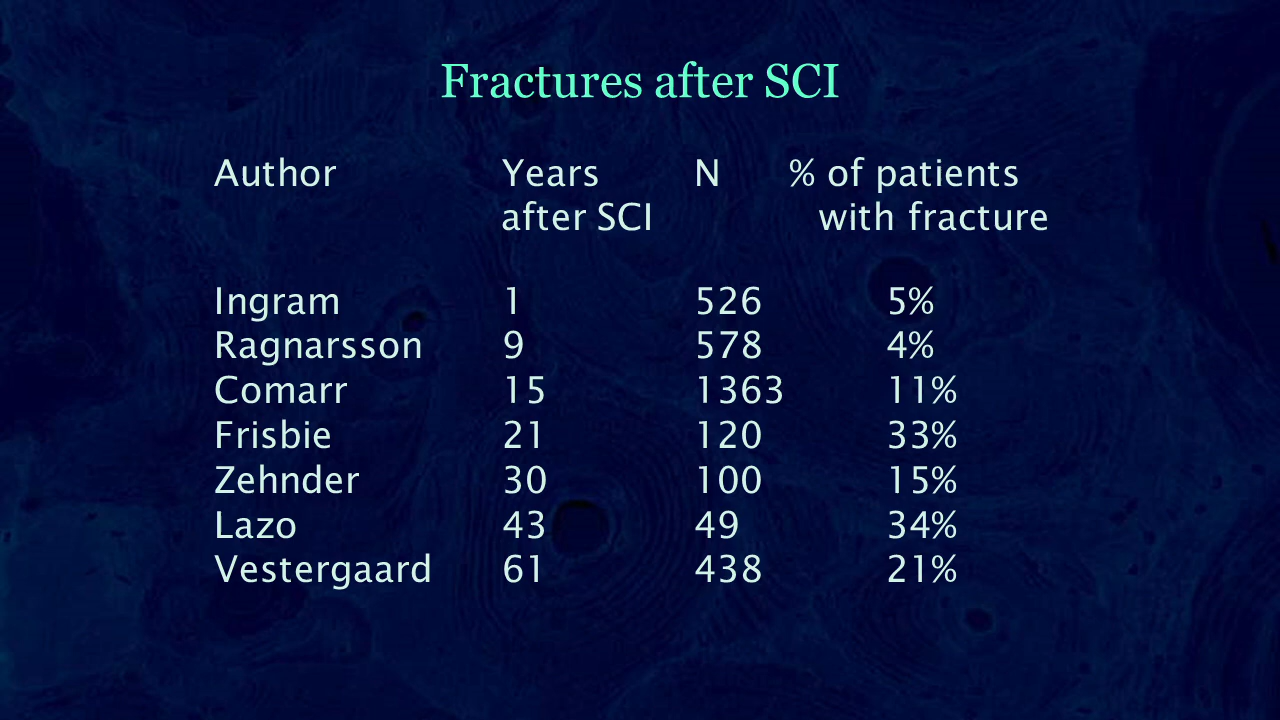 Fractures after SCI
Author Years N % of patients
after SCI with fracture
Ingram 1 526 5%
Ragnarsson 9 578 4%
Comarr 15 1363 11%
Frisbie 21 120 33%
Zehnder 30 100 15%
Lazo 43 49 34%
Vestergaard 61 438 21%